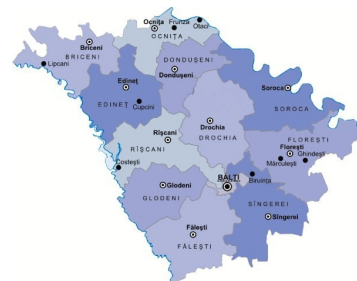 Ocnița
Frunza
Otaci
OCNIȚA
Briceni
BRICENI
Lipcani
DONDUȘENI
Dondușeni
Edineț
EDINEȚ
Cupcini
Soroca
SOROCA
Drochia
DROCHIA
Rîșcani
RÎȘCANI
FLOREȘTI
Florești
Ghindești
Mărculești
Costești
BĂLȚI
Biruința
Glodeni
GLODENI
SÎNGEREI
Sîngerei
Fălești
FĂLEȘTI